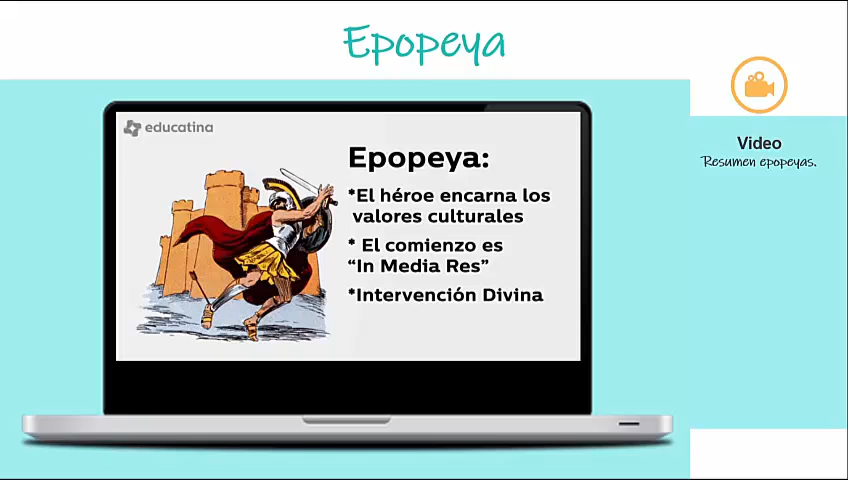 Epopeya
educatina
Epopeya:
*El héroe encarna los
valores culturales
* El comienzo es
“In Media Res”
*Intervención Divina
Video
Resumen epopeyas.